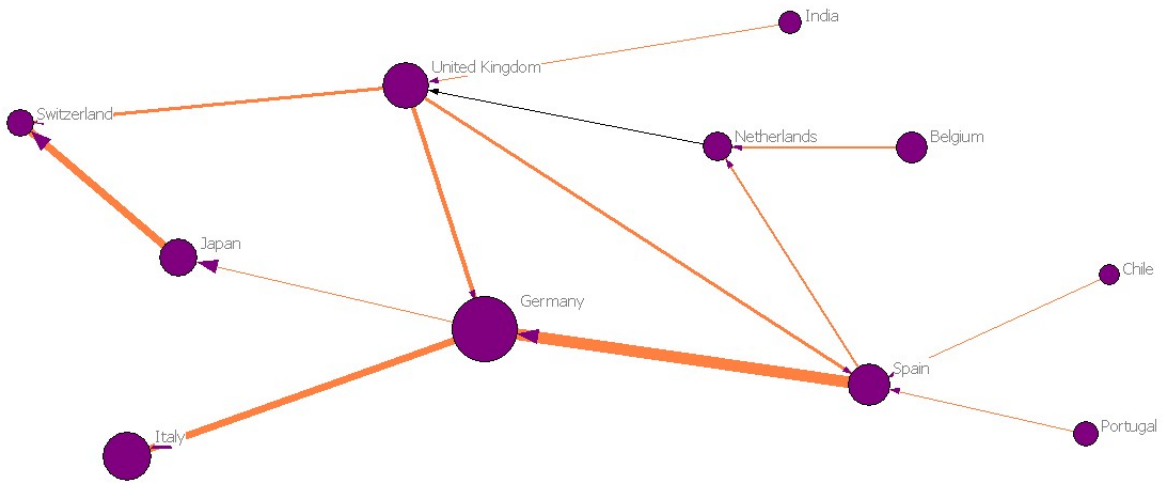 India
United Kingdom
Switzerland
Netherlands
Belgium
Japan
Chile
Germany
Spain
Portugal
Italy